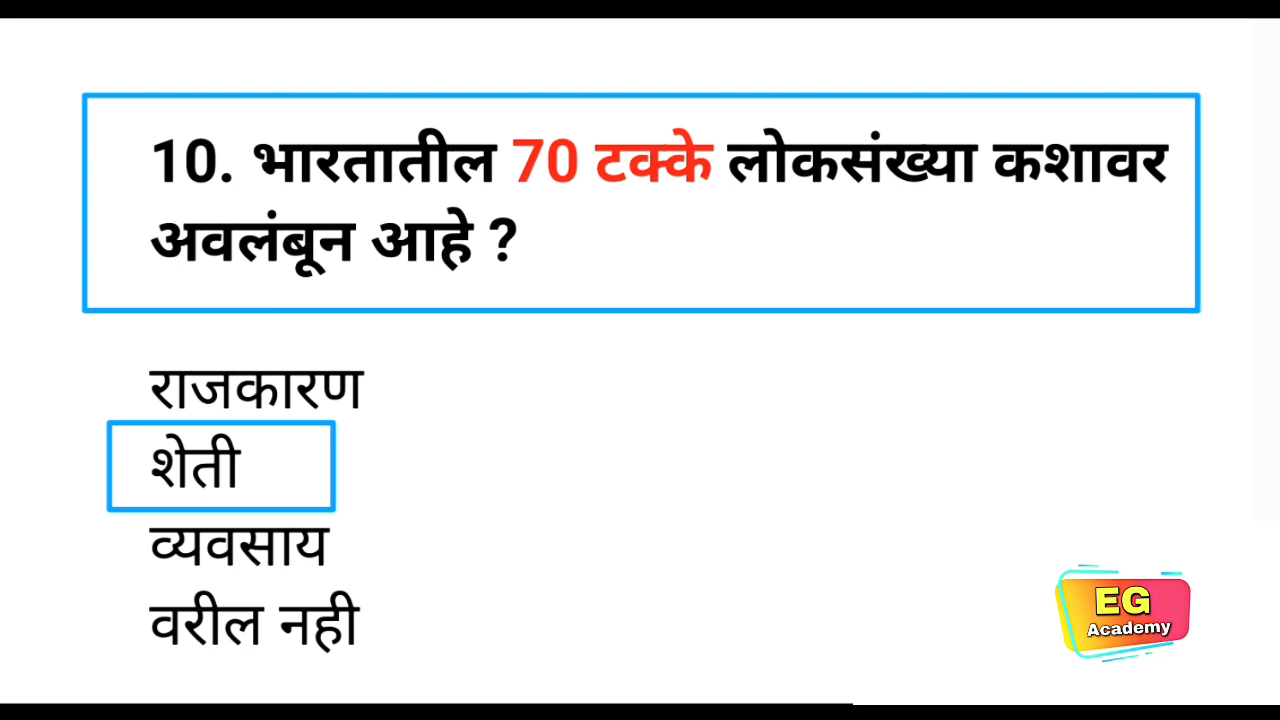 10. भारतातील 70 टक्के लोकसंख्या कशावर
अवलंबून आहे ?
राजकारण
शेती
व्यवसाय
वरील नही
EG
Academy